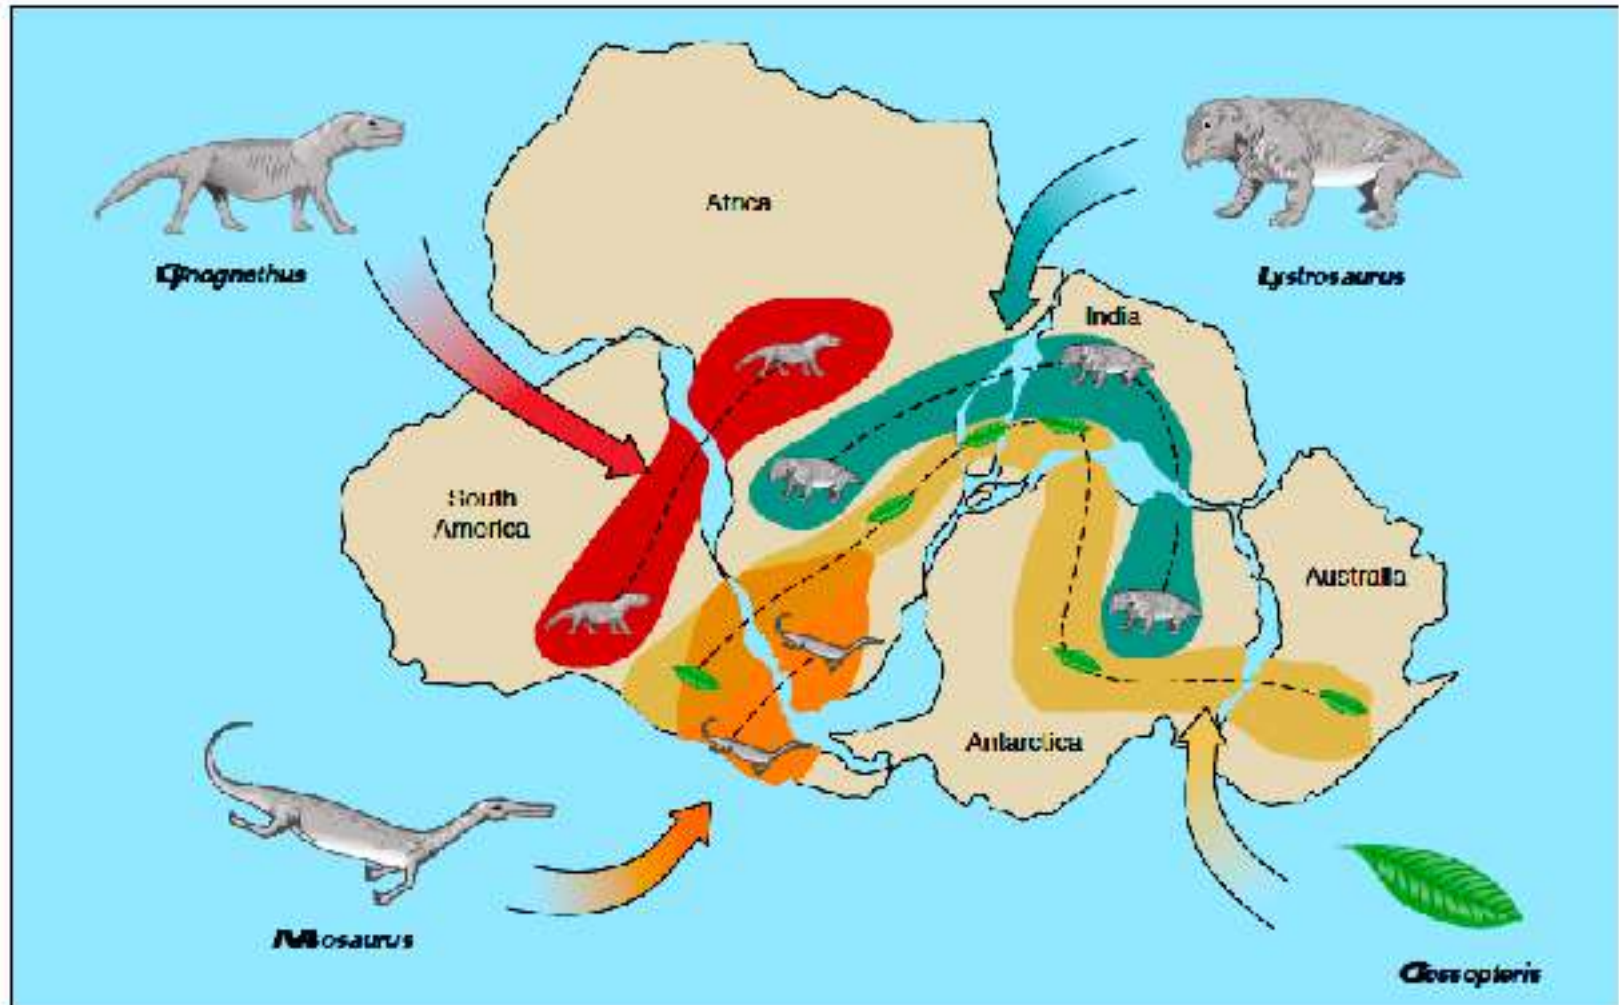 Africa
Cynognathus
Lystrosaurus
India
South
America
Australia
Antarctica
Mesosaurus
Glossopteris